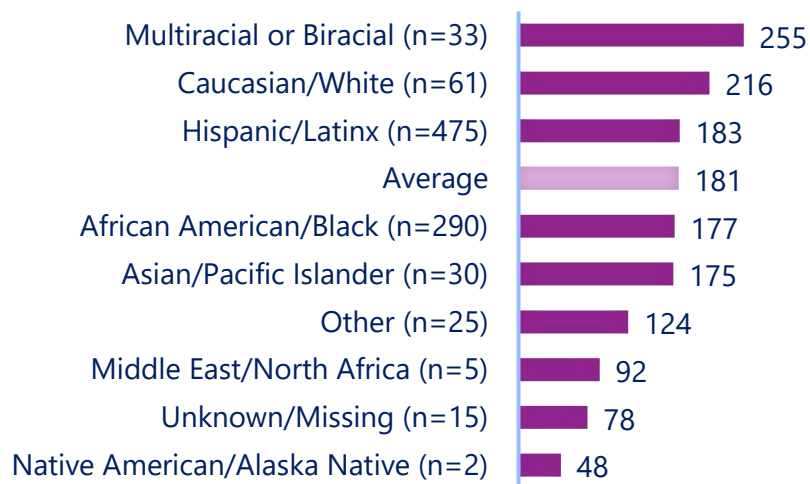 Multiracial or Biracial (n=33) 255
Caucasian/White (n=61) 216
Hispanic/Latinx (n=475) 183
Average 181
African American/Black (n=290) 177
Asian/Pacific Islander (n=30) 175
Other (n=25) 124
Middle East/North Africa (n=5) 92
Unknown/Missing (n=15) 78
Native American/Alaska Native (n=2) 48